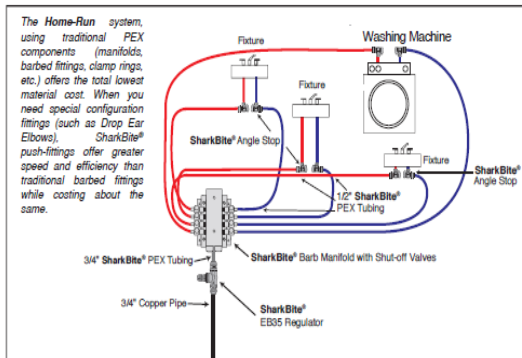 The Home-Run system,
using traditional PEX
components (manifolds,
barbed fittings, clamp rings,
etc.) offers the total lowest
material cost. When you
need special configuration
fittings (such as Drop Ear
Elbows), SharkBite®
push-fittings offer greater
speed and efficiency than
traditional barbed fittings
while costing about the
same.
Washing Machine
Fixture
Fixture
SharkBite® Angle Stop
Fixture
SharkBite®
Angle Stop
1/2" SharkBite®
PEX Tubing
3/4" SharkBite® PEX Tubing
SharkBite® Barb Manifold with Shut-off Valves
3/4" Copper Pipe
SharkBite®
EB35 Regulator